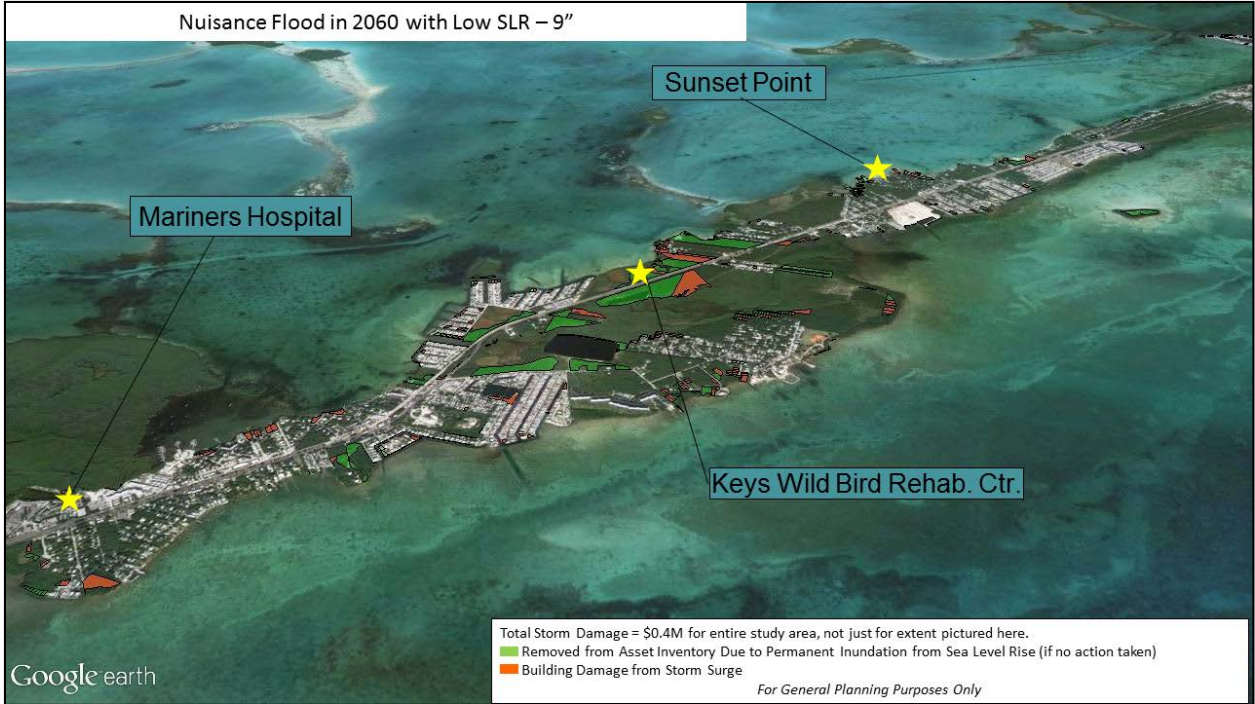 Nuisance Flood in 2060 with Low SLR – 9”
Sunset Point
Mariners Hospital
Keys Wild Bird Rehab. Ctr.
Total Storm Damage = $0.4M for entire study area, not just for extent pictured here.
Removed from Asset Inventory Due to Permanent Inundation from Sea Level Rise (if no action taken)
Building Damage from Storm Surge
For General Planning Purposes Only
Google earth